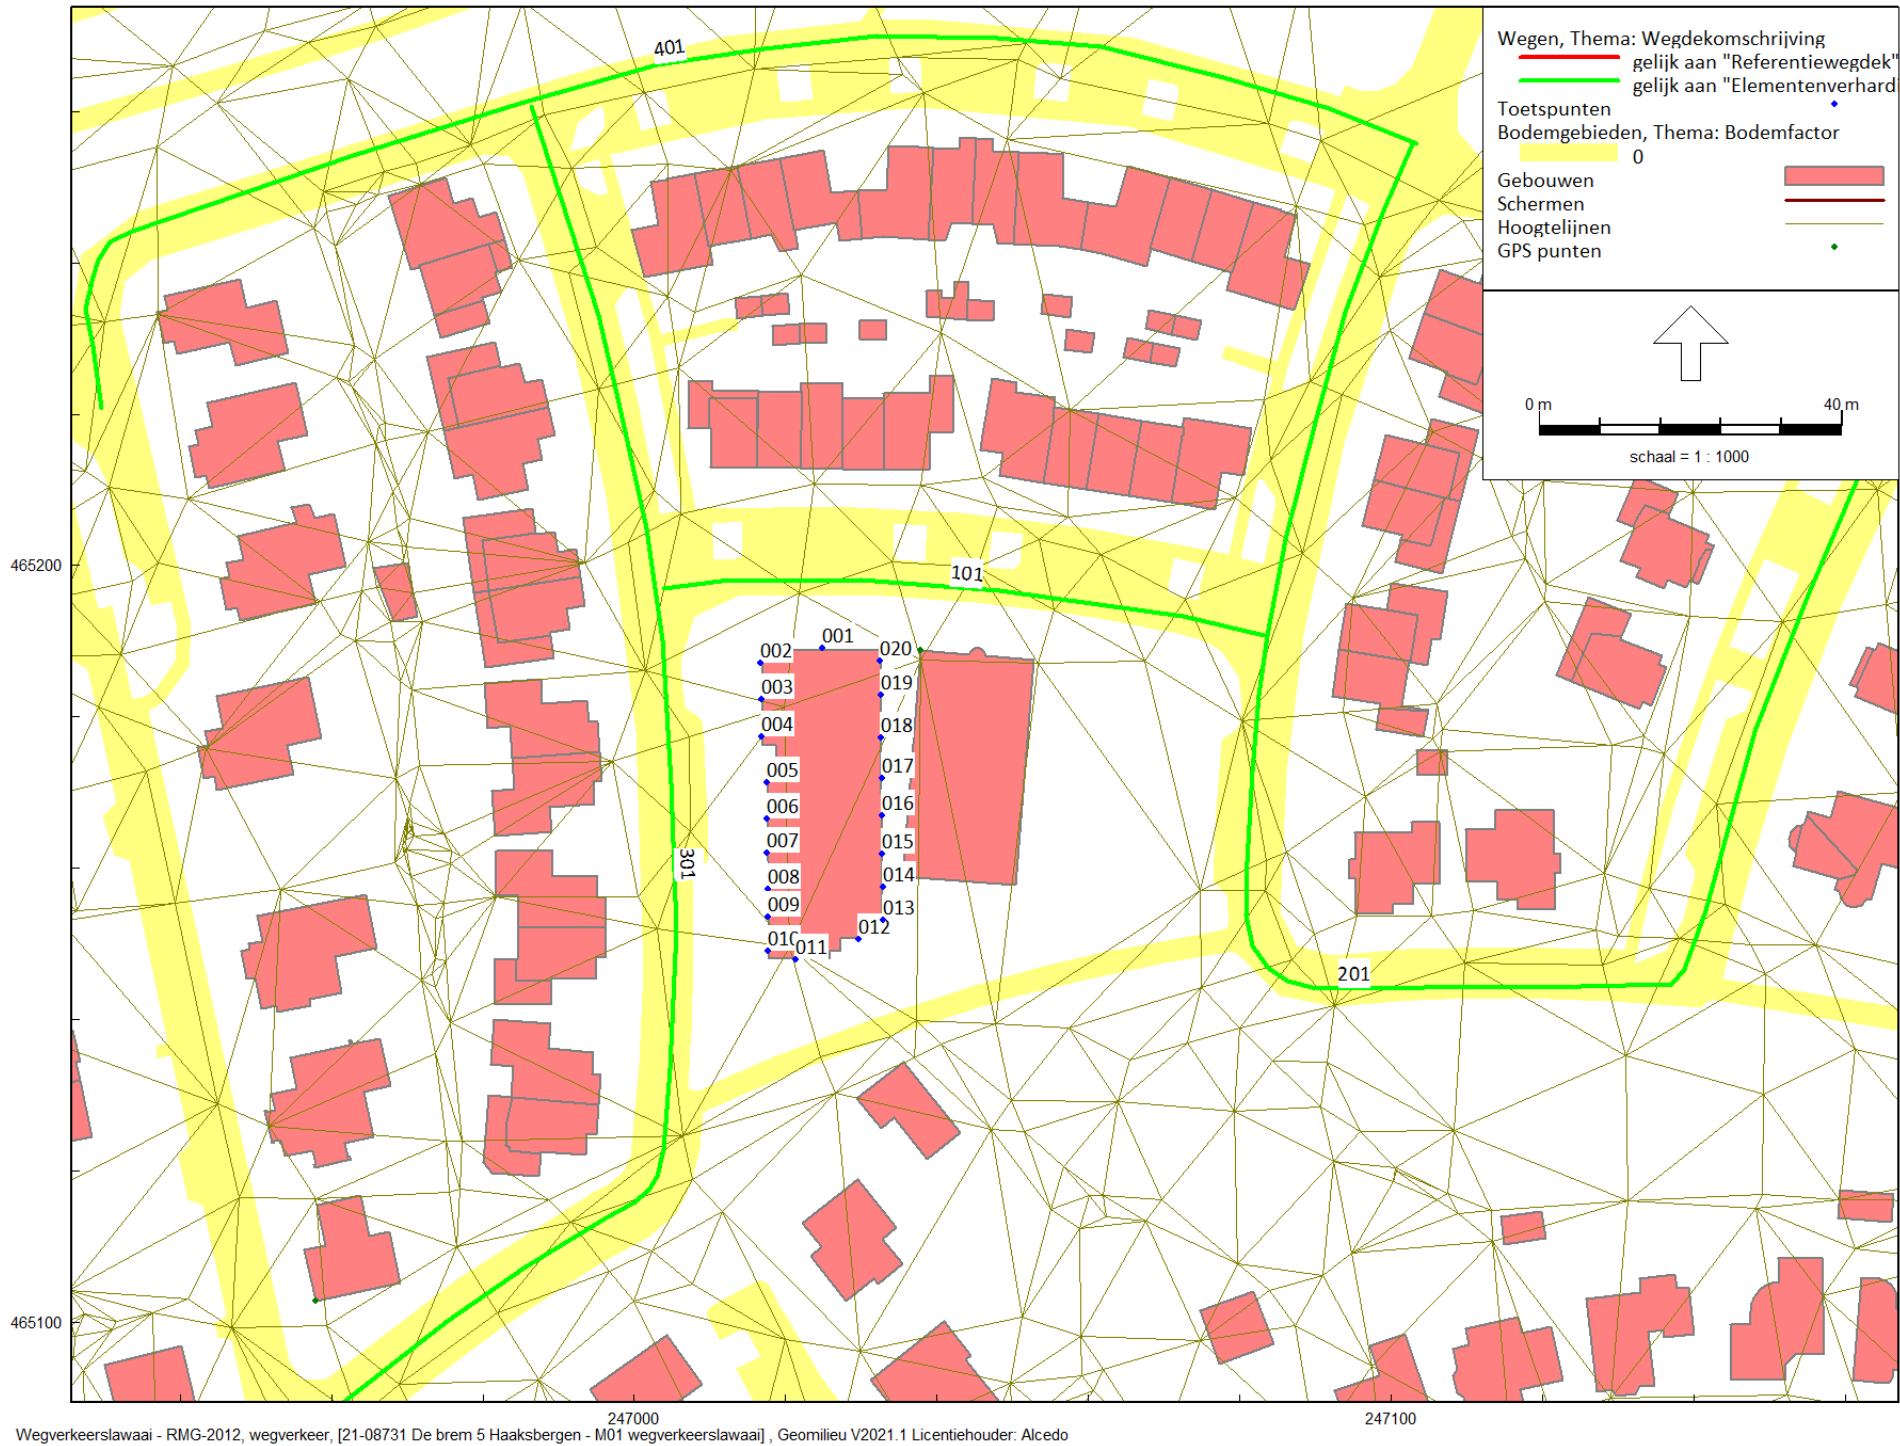 Wegen, Thema: Wegdekomschrijving
gelijk aan "Referentiewegdek"
gelijk aan "Elementenverhardi
Toetspunten
Bodemgebieden, Thema: Bodemfactor
0
Gebouwen
Schermen
Hoogtelijnen
GPS punten
0 m 40 m
schaal = 1 : 1000
401
465200
101
001
002 020
003 019
004 018
005 017
006 016
007 015
301
008 014
009 013
010 011 012
201
465100
247000 247100
Wegverkeerslawaai - RMG-2012, wegverkeer, [21-08731 De brem 5 Haaksbergen - M01 wegverkeerslawaai] , Geomilieu V2021.1 Licentiehouder: Alcedo